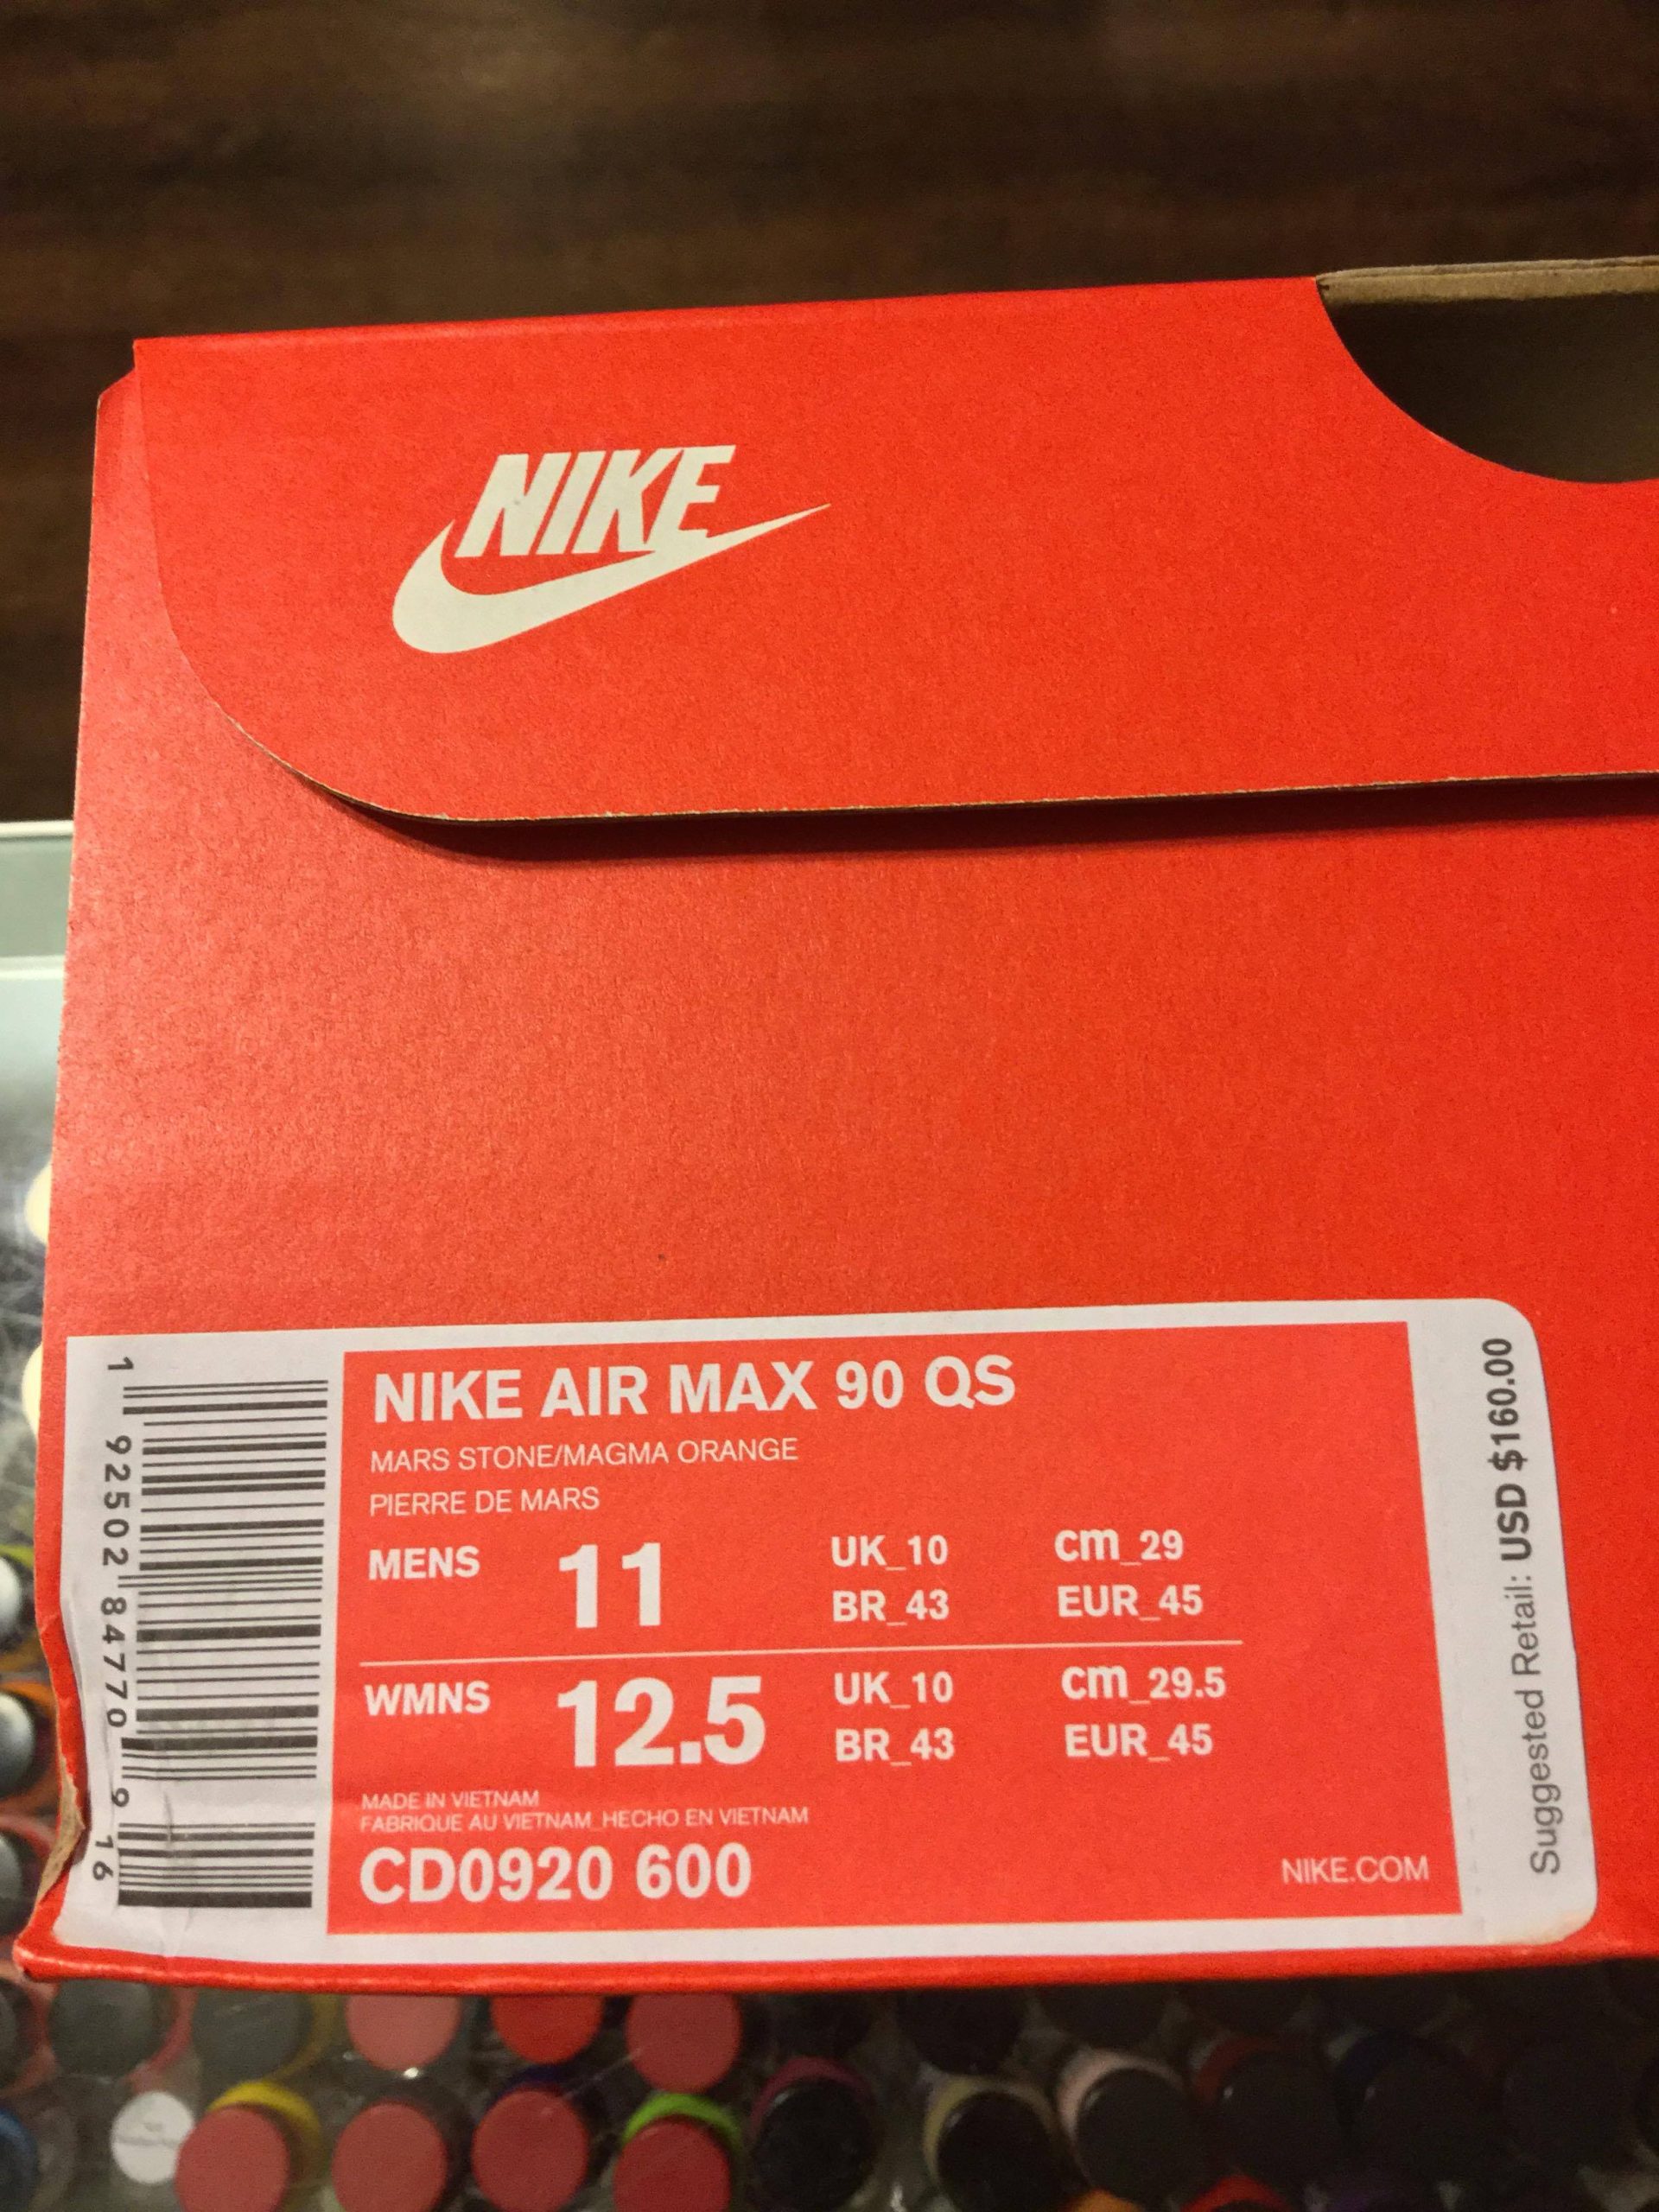 NIKE
NIKE AIR MAX 90 QS
MARS STONE/MAGMA ORANGE
PIERRE DE MARS
MENS 11 UK_10 cm_29
BR_43 EUR_45
WMNS 12.5 UK_10 cm_29.5
BR_43 EUR_45
MADE IN VIETNAM
FABRIQUE AU VIETNAM_HECHO EN VIETNAM
CD0920 600
NIKE.COM
1 92502 84770 9 16
Suggested Retail: USD $160.00